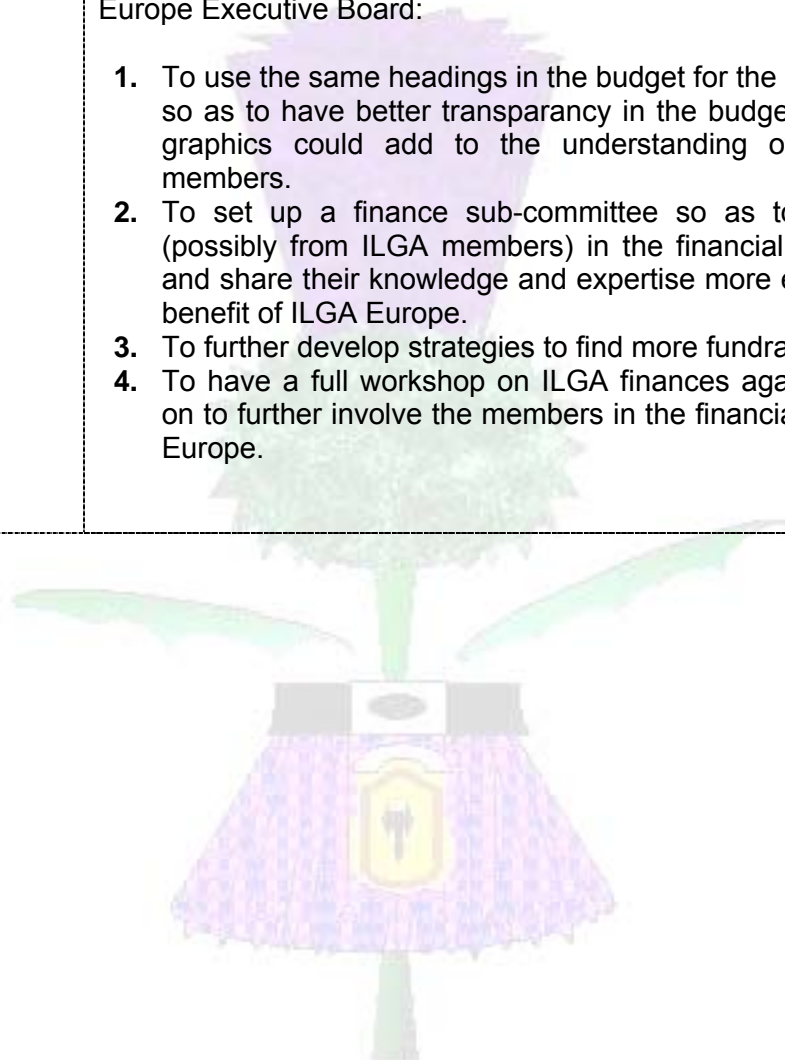 Europe Executive Board:
1. To use the same headings in the budget for the
so as to have better transparancy in the budge
graphics could add to the understanding o
members.
2. To set up a finance sub-committee so as to
(possibly from ILGA members) in the financial
and share their knowledge and expertise more e
benefit of ILGA Europe.
3. To further develop strategies to find more fundra
4. To have a full workshop on ILGA finances aga
on to further involve the members in the financia
Europe.